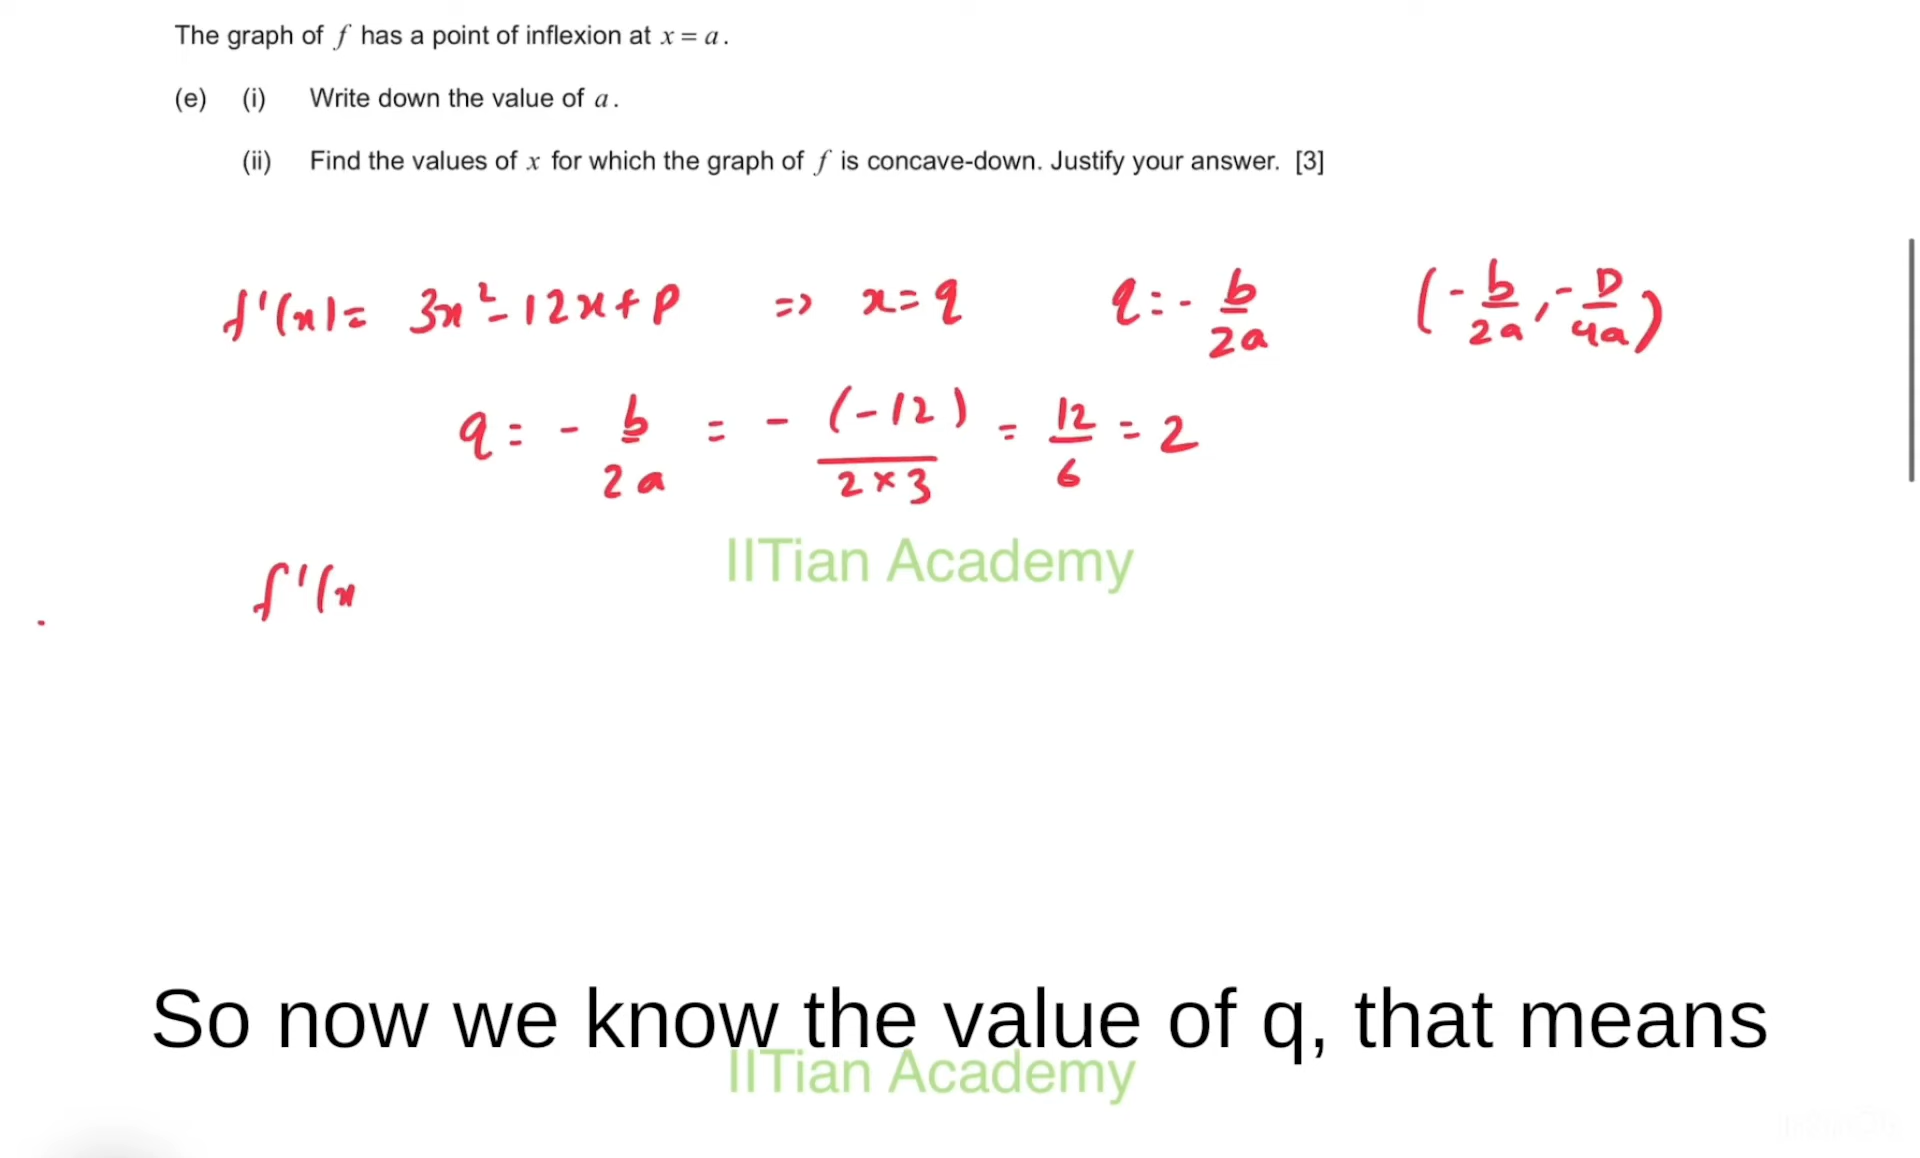 The graph of f has a point of inflexion at x = a.
(e) (i) Write down the value of a.
(ii) Find the values of x for which the graph of f is concave-down. Justify your answer. [3]
f'(x) = 3x² - 12x + p => x = q q = - b/2a (- b/2a, - D/4a)
q = - b/2a = - (-12)/2×3 = 12/6 = 2
IITian Academy
f'(x
So now we know the value of q, that means
IITian Academy